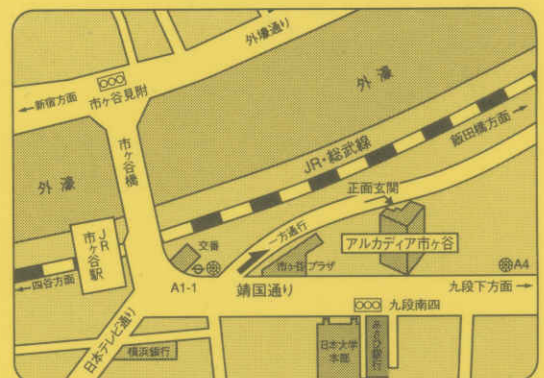 外壕通り
外濠
←新宿方面
市ヶ谷見附
市ヶ谷橋
飯田橋方面→
JR・総武線
外濠
正面玄関
一方通行
交番
アルカディア市ヶ谷
JR
市ヶ谷駅
市ヶ谷プラザ
A4
←四谷方面
A1-1
靖国通り
九段下方面→
九段南四
日本テレビ通り
横浜銀行
日本大学
本部
あさひ銀行